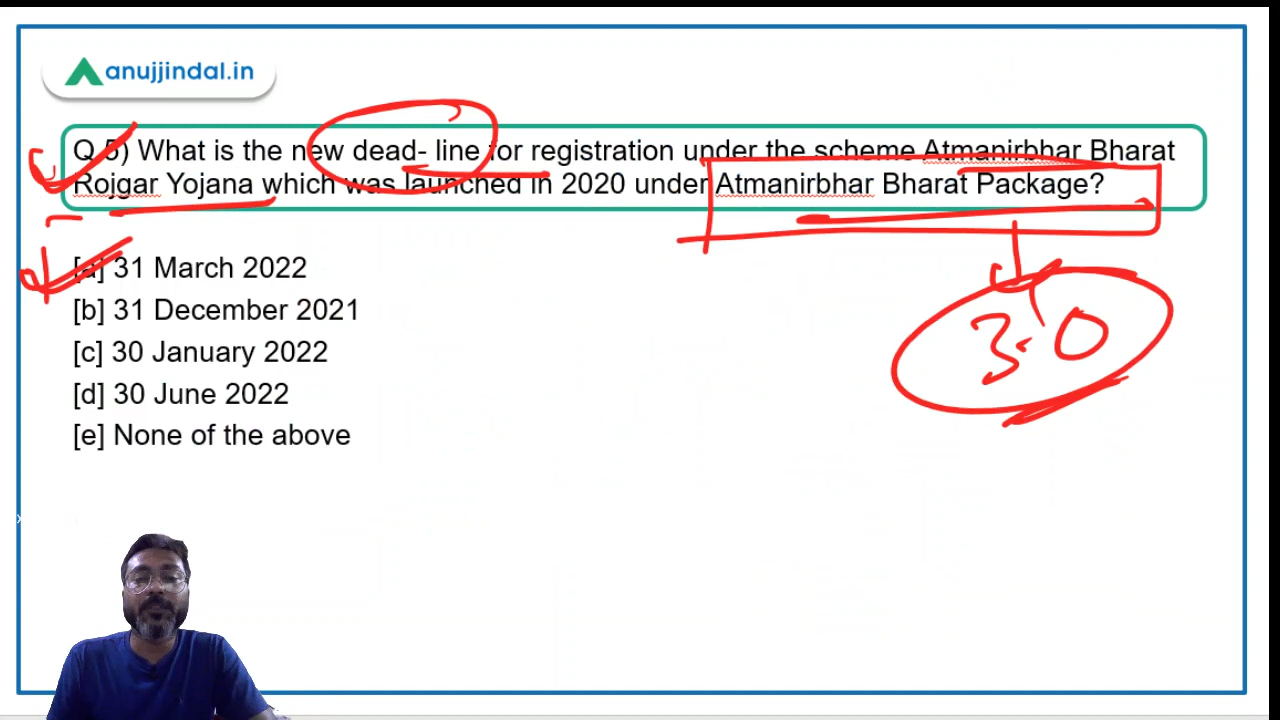 anujjindal.in
Q.5) What is the new dead- line for registration under the scheme Atmanirbhar Bharat
Rojgar Yojana which was launched in 2020 under Atmanirbhar Bharat Package?
[a] 31 March 2022
[b] 31 December 2021
[c] 30 January 2022
[d] 30 June 2022
[e] None of the above
3.0